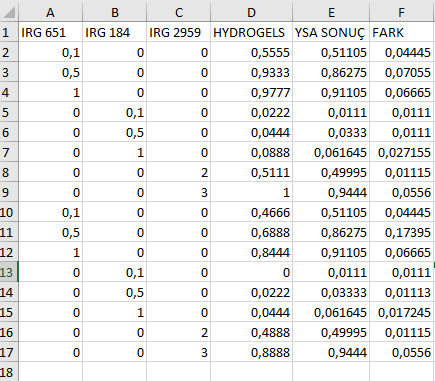 A B C D E F
1 IRG 651 IRG 184 IRG 2959 HYDROGELS YSA SONUÇ FARK
2 0,1 0 0 0,5555 0,51105 0,04445
3 0,5 0 0 0,9333 0,86275 0,07055
4 1 0 0 0,9777 0,91105 0,06665
5 0 0,1 0 0,0222 0,0111 0,0111
6 0 0,5 0 0,0444 0,0333 0,0111
7 0 1 0 0,0888 0,061645 0,027155
8 0 0 2 0,5111 0,49995 0,01115
9 0 0 3 1 0,9444 0,0556
10 0,1 0 0 0,4666 0,51105 0,04445
11 0,5 0 0 0,6888 0,86275 0,17395
12 1 0 0 0,8444 0,91105 0,06665
13 0 0,1 0 0 0,0111 0,0111
14 0 0,5 0 0,0222 0,03333 0,01113
15 0 1 0 0,0444 0,061645 0,017245
16 0 0 2 0,4888 0,49995 0,01115
17 0 0 3 0,8888 0,9444 0,0556
18